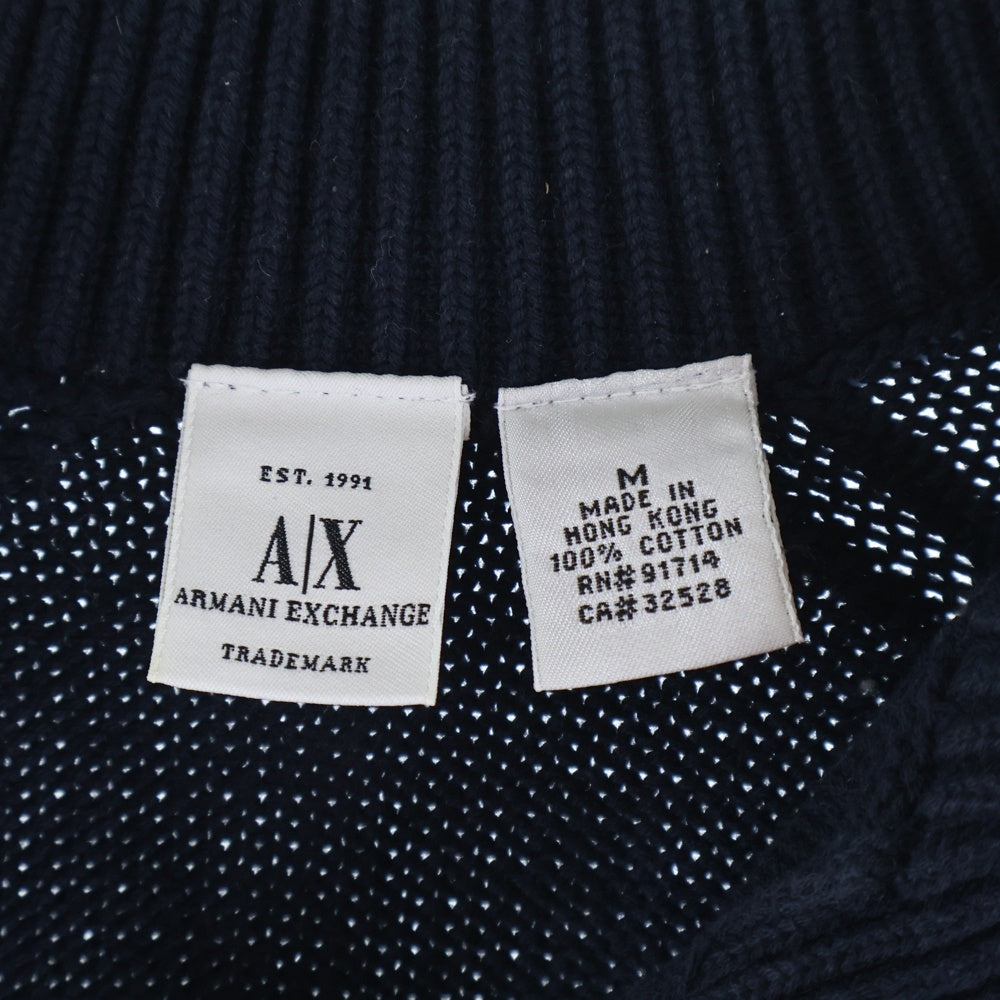 EST. 1991
A|X
ARMANI EXCHANGE
TRADEMARK
M
MADE IN
HONG KONG
100% COTTON
RN#91714
CA#32528